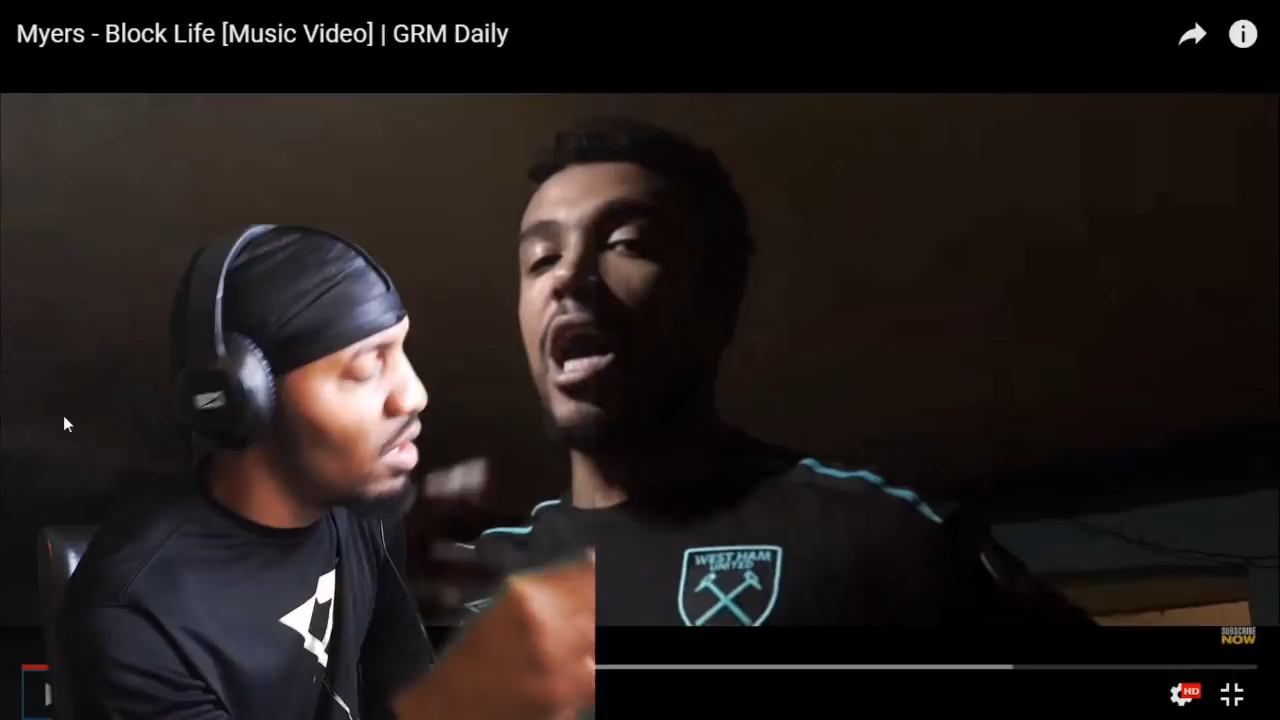 Myers - Block Life [Music Video] | GRM Daily
WEST HAM
UNITED
SUBSCRIBE
NOW
HD